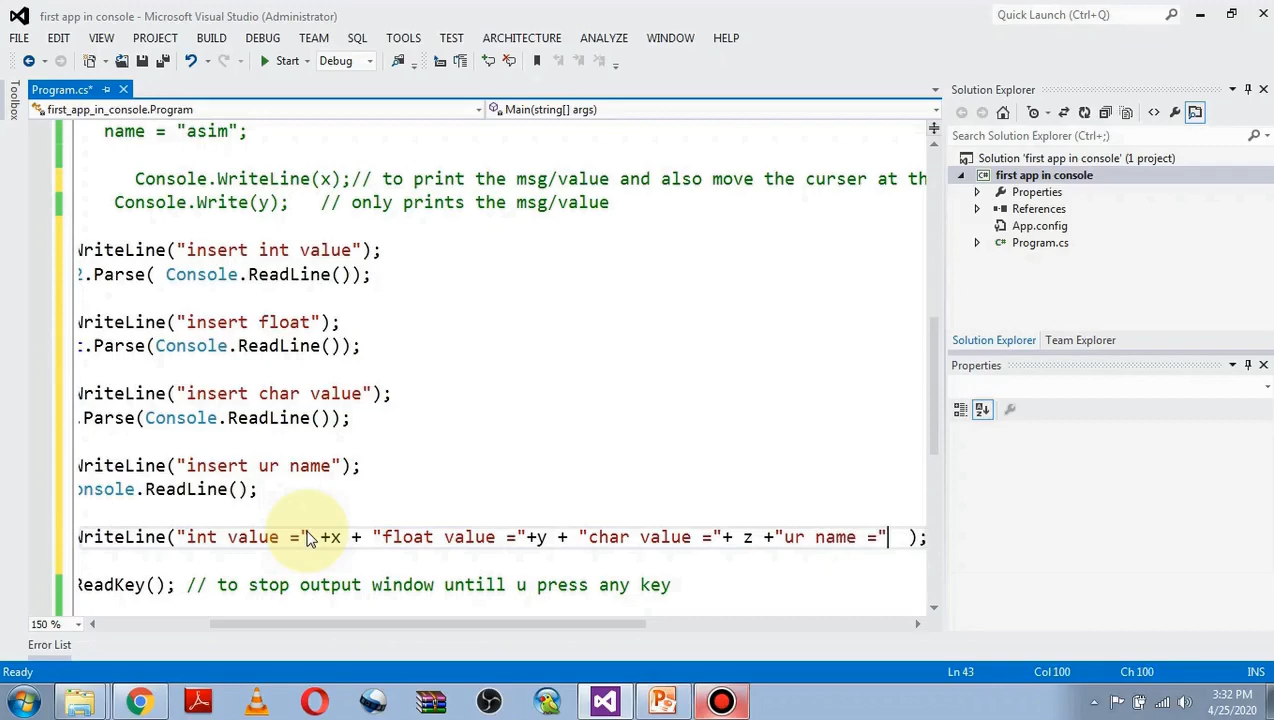 first app in console - Microsoft Visual Studio (Administrator)
Quick Launch (Ctrl+Q)
FILE EDIT VIEW PROJECT BUILD DEBUG TEAM SQL TOOLS TEST ARCHITECTURE ANALYZE WINDOW HELP
Start Debug
Toolbox
Program.cs*
first_app_in_console.Program
Main(string[] args)
name = "asim";
Console.WriteLine(x);// to print the msg/value and also move the curser at th
Console.Write(y); // only prints the msg/value
WriteLine("insert int value");
2.Parse( Console.ReadLine());
WriteLine("insert float");
t.Parse(Console.ReadLine());
WriteLine("insert char value");
.Parse(Console.ReadLine());
WriteLine("insert ur name");
onsole.ReadLine();
WriteLine("int value =" +x + "float value ="+y + "char value ="+ z +"ur name =" );
ReadKey(); // to stop output window untill u press any key
150 %
Error List
Solution Explorer
Search Solution Explorer (Ctrl+;)
Solution 'first app in console' (1 project)
first app in console
Properties
References
App.config
Program.cs
Solution Explorer Team Explorer
Properties
Ready
Ln 43 Col 100 Ch 100 INS
3:32 PM
4/25/2020